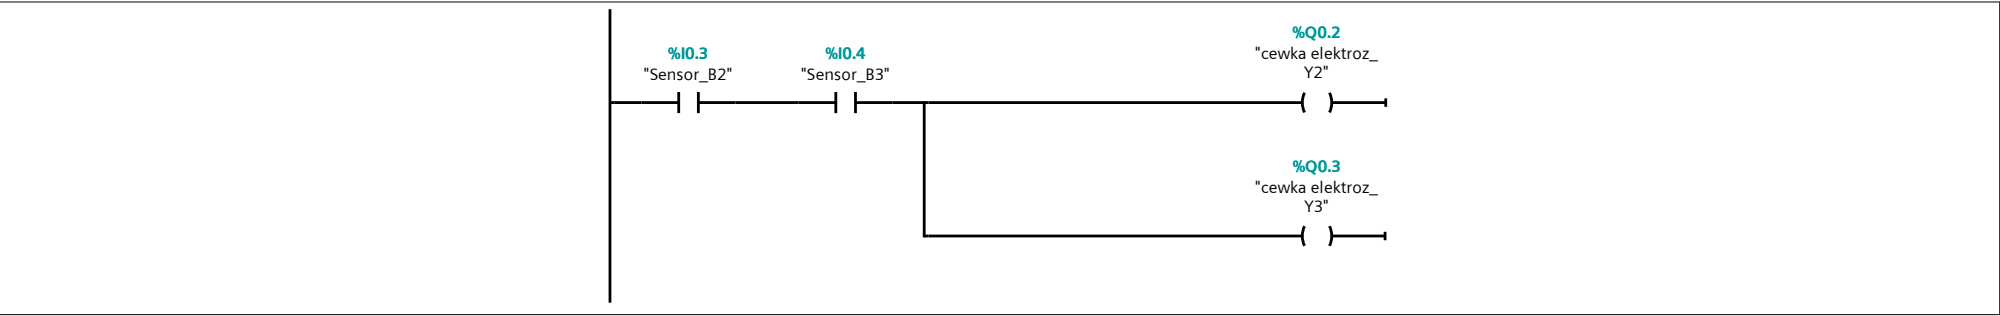 %I0.3
"Sensor_B2"
%I0.4
"Sensor_B3"
%Q0.2
"cewka elektroz_
Y2"
%Q0.3
"cewka elektroz_
Y3"